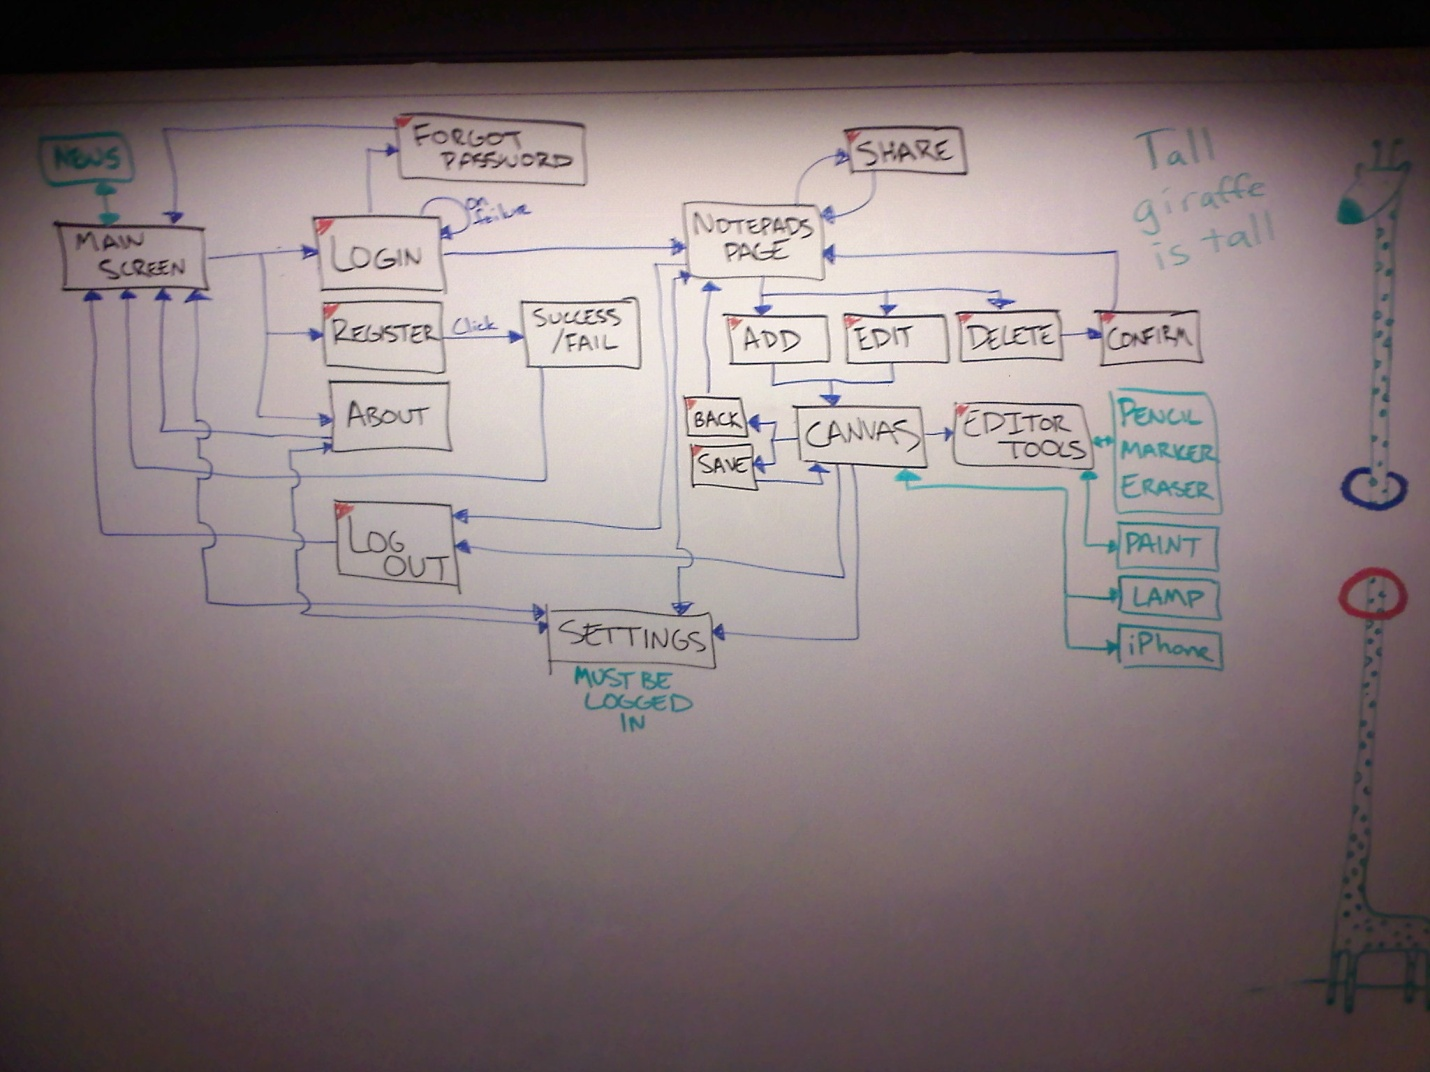 NEWS
MAIN
SCREEN
FORGOT
PASSWORD
LOGIN
on
failure
REGISTER
Click
SUCCESS
/FAIL
ABOUT
LOG
OUT
SETTINGS
MUST BE
LOGGED
IN
NOTEPADS
PAGE
SHARE
ADD
EDIT
DELETE
CONFIRM
BACK
SAVE
CANVAS
EDITOR
TOOLS
PENCIL
MARKER
ERASER
PAINT
LAMP
iPhone
Tall
giraffe
is tall